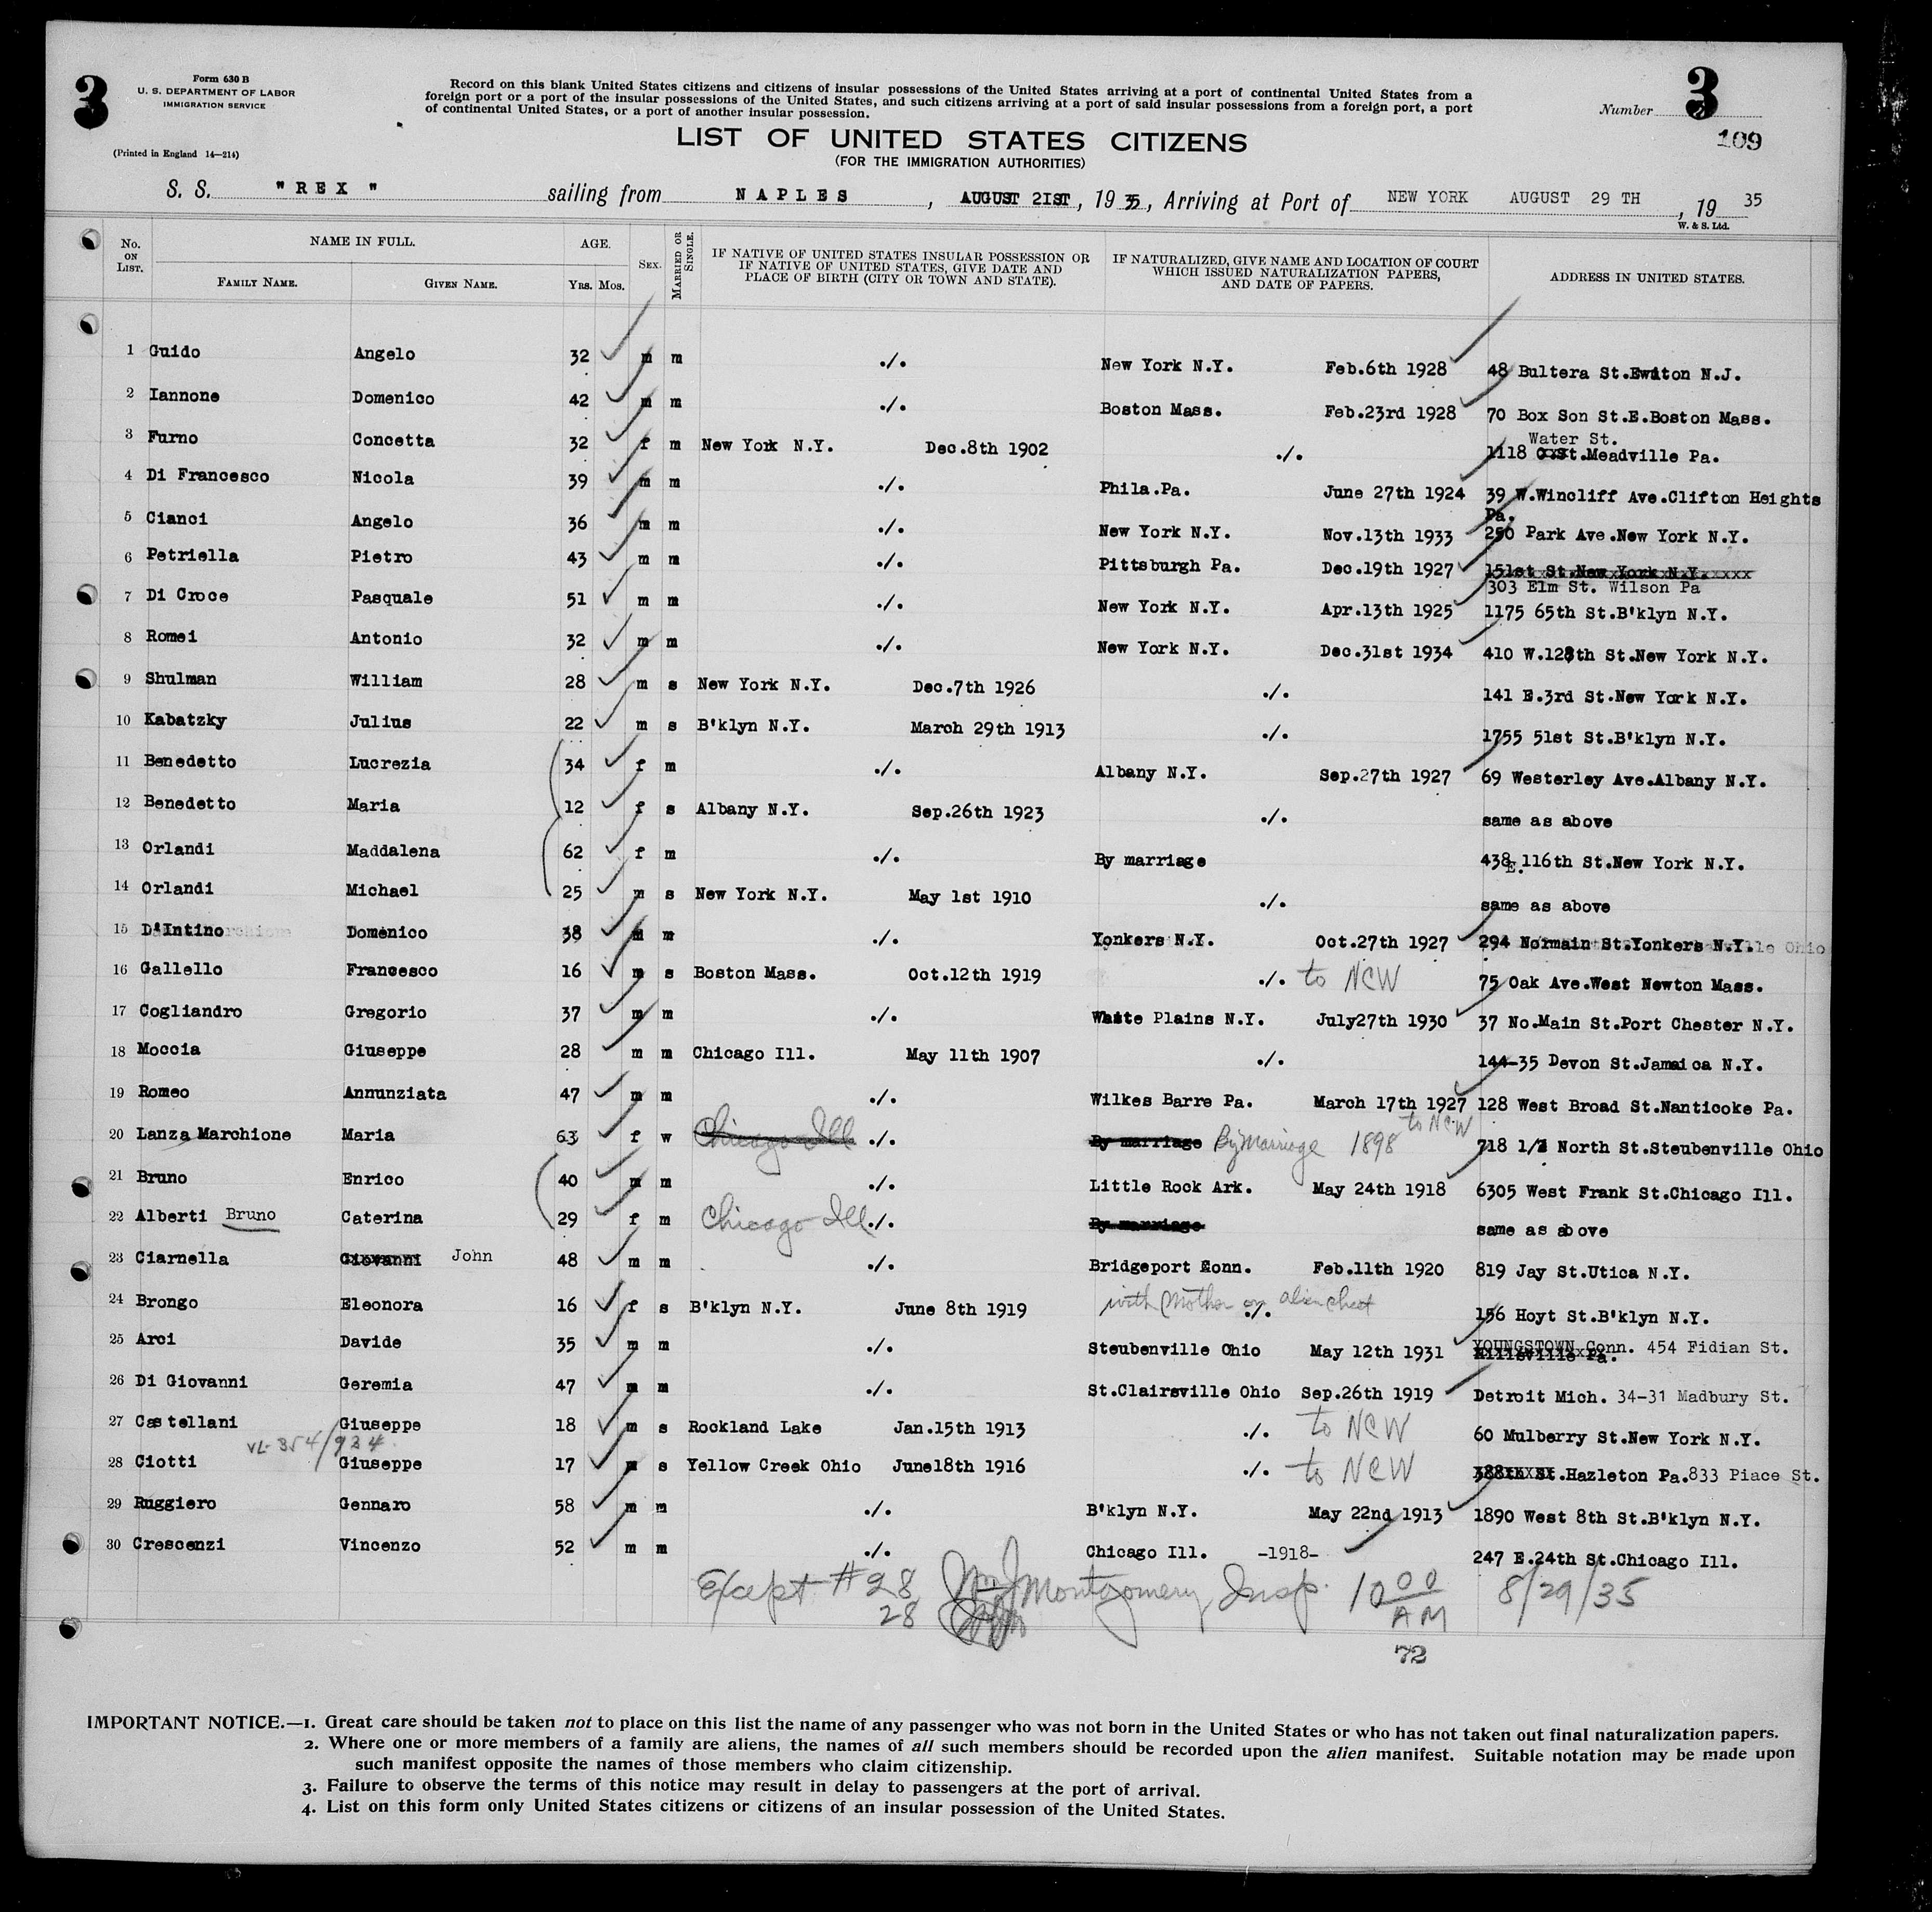 3
Form 630 B
U. S. DEPARTMENT OF LABOR
IMMIGRATION SERVICE
(Printed in England 14—214)
Record on this blank United States citizens and citizens of insular possessions of the United States arriving at a port of continental United States from a
foreign port or a port of the insular possessions of the United States, and such citizens arriving at a port of said insular possessions from a foreign port, a port
of continental United States, or a port of another insular possession.
Number 3
109
LIST OF UNITED STATES CITIZENS
(FOR THE IMMIGRATION AUTHORITIES)
S. S. "REX" sailing from NAPLES, AUGUST 21ST, 1935, Arriving at Port of NEW YORK AUGUST 29 TH, 1935
W. & S. Ltd.
No. ON LIST. NAME IN FULL. FAMILY NAME. GIVEN NAME. AGE. YRS. MOS. SEX. MARRIED OR SINGLE. IF NATIVE OF UNITED STATES INSULAR POSSESSION OR IF NATIVE OF UNITED STATES, GIVE DATE AND PLACE OF BIRTH (CITY OR TOWN AND STATE). IF NATURALIZED, GIVE NAME AND LOCATION OF COURT WHICH ISSUED NATURALIZATION PAPERS, AND DATE OF PAPERS. ADDRESS IN UNITED STATES.
1 Guido Angelo 32 m m ./. New York N.Y. Feb.6th 1928 48 Bultera St.Ewiton N.J.
2 Iannone Domenico 42 m m ./. Boston Mass. Feb.23rd 1928 70 Box Son St.E.Boston Mass.
3 Furno Concetta 32 f m New York N.Y. Dec.8th 1902 ./. 1118 Water St. Meadville Pa.
4 Di Francesco Nicola 39 m m ./. Phila.Pa. June 27th 1924 39 W.Wincliff Ave.Clifton Heights Pa.
5 Cianci Angelo 36 m m ./. New York N.Y. Nov.13th 1933 250 Park Ave.New York N.Y.
6 Petriella Pietro 43 m m ./. Pittsburgh Pa. Dec.19th 1927 151st St.New York N.Y.
303 Elm St. Wilson Pa
7 Di Croce Pasquale 51 m m ./. New York N.Y. Apr.13th 1925 1175 65th St.B'klyn N.Y.
8 Romei Antonio 32 m m ./. New York N.Y. Dec.31st 1934 410 W.128th St.New York N.Y.
9 Shulman William 28 m s New York N.Y. Dec.7th 1926 ./. 141 E.3rd St.New York N.Y.
10 Kabatzky Julius 22 m s B'klyn N.Y. March 29th 1913 ./. 1755 51st St.B'klyn N.Y.
11 Benedetto Lucrezia 34 f m ./. Albany N.Y. Sep.27th 1927 69 Westerley Ave.Albany N.Y.
12 Benedetto Maria 12 f s Albany N.Y. Sep.26th 1923 ./. same as above
13 Orlandi Maddalena 62 f m ./. By marriage 438 E. 116th St.New York N.Y.
14 Orlandi Michael 25 m s New York N.Y. May 1st 1910 ./. same as above
15 D'Intino Domenico 38 m m ./. Yonkers N.Y. Oct.27th 1927 294 Normain St.Yonkers N.Y.
16 Gallello Francesco 16 m s Boston Mass. Oct.12th 1919 ./. to NCW 75 Oak Ave.West Newton Mass.
17 Cogliandro Gregorio 37 m m ./. White Plains N.Y. July27th 1930 37 No.Main St.Port Chester N.Y.
18 Moccia Giuseppe 28 m m Chicago Ill. May 11th 1907 ./. 144-35 Devon St.Jamaica N.Y.
19 Romeo Annunziata 47 m m ./. Wilkes Barre Pa. March 17th 1927 128 West Broad St.Nanticoke Pa.
20 Lanza Marchione Maria 63 f w Chicago Ill ./. By marriage By Marriage 1898 to NCW 718 1/2 North St.Steubenville Ohio
21 Bruno Enrico 40 m m ./. Little Rock Ark. May 24th 1918 6305 West Frank St.Chicago Ill.
22 Alberti Bruno Caterina 29 f m Chicago Ill ./. By marriage same as above
23 Ciarnella Giovanni John 48 m m ./. Bridgeport Conn. Feb.11th 1920 819 Jay St.Utica N.Y.
24 Brongo Eleonora 16 f s B'klyn N.Y. June 8th 1919 ./. with Mother on alien sheet 156 Hoyt St.B'klyn N.Y.
25 Arci Davide 35 m m ./. Steubenville Ohio May 12th 1931 YOUNGSTOWN Conn. 454 Fidian St.
Hillsville Pa.
26 Di Giovanni Geremia 47 m m ./. St.Clairsville Ohio Sep.26th 1919 Detroit Mich. 34-31 Madbury St.
27 Castellani Giuseppe 18 m s Rockland Lake Jan.15th 1913 ./. to NCW 60 Mulberry St.New York N.Y.
VL-354/924
28 Ciotti Giuseppe 17 m s Yellow Creek Ohio June18th 1916 ./. to NCW St.Hazleton Pa.833 Piace St.
29 Ruggiero Gennaro 58 m m ./. B'klyn N.Y. May 22nd 1913 1890 West 8th St.B'klyn N.Y.
30 Crescenzi Vincenzo 52 m m ./. Chicago Ill. -1918- 247 E.24th St.Chicago Ill.
Except #28 Wm J Montgomery Insp. 10 00 AM 8/29/35
28
72
IMPORTANT NOTICE.—1. Great care should be taken not to place on this list the name of any passenger who was not born in the United States or who has not taken out final naturalization papers.
2. Where one or more members of a family are aliens, the names of all such members should be recorded upon the alien manifest. Suitable notation may be made upon
such manifest opposite the names of those members who claim citizenship.
3. Failure to observe the terms of this notice may result in delay to passengers at the port of arrival.
4. List on this form only United States citizens or citizens of an insular possession of the United States.